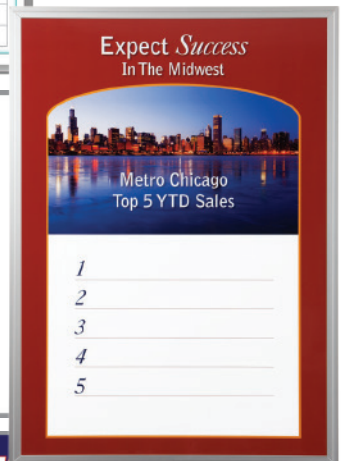 Expect Success
In The Midwest
Metro Chicago
Top 5 YTD Sales
1
2
3
4
5